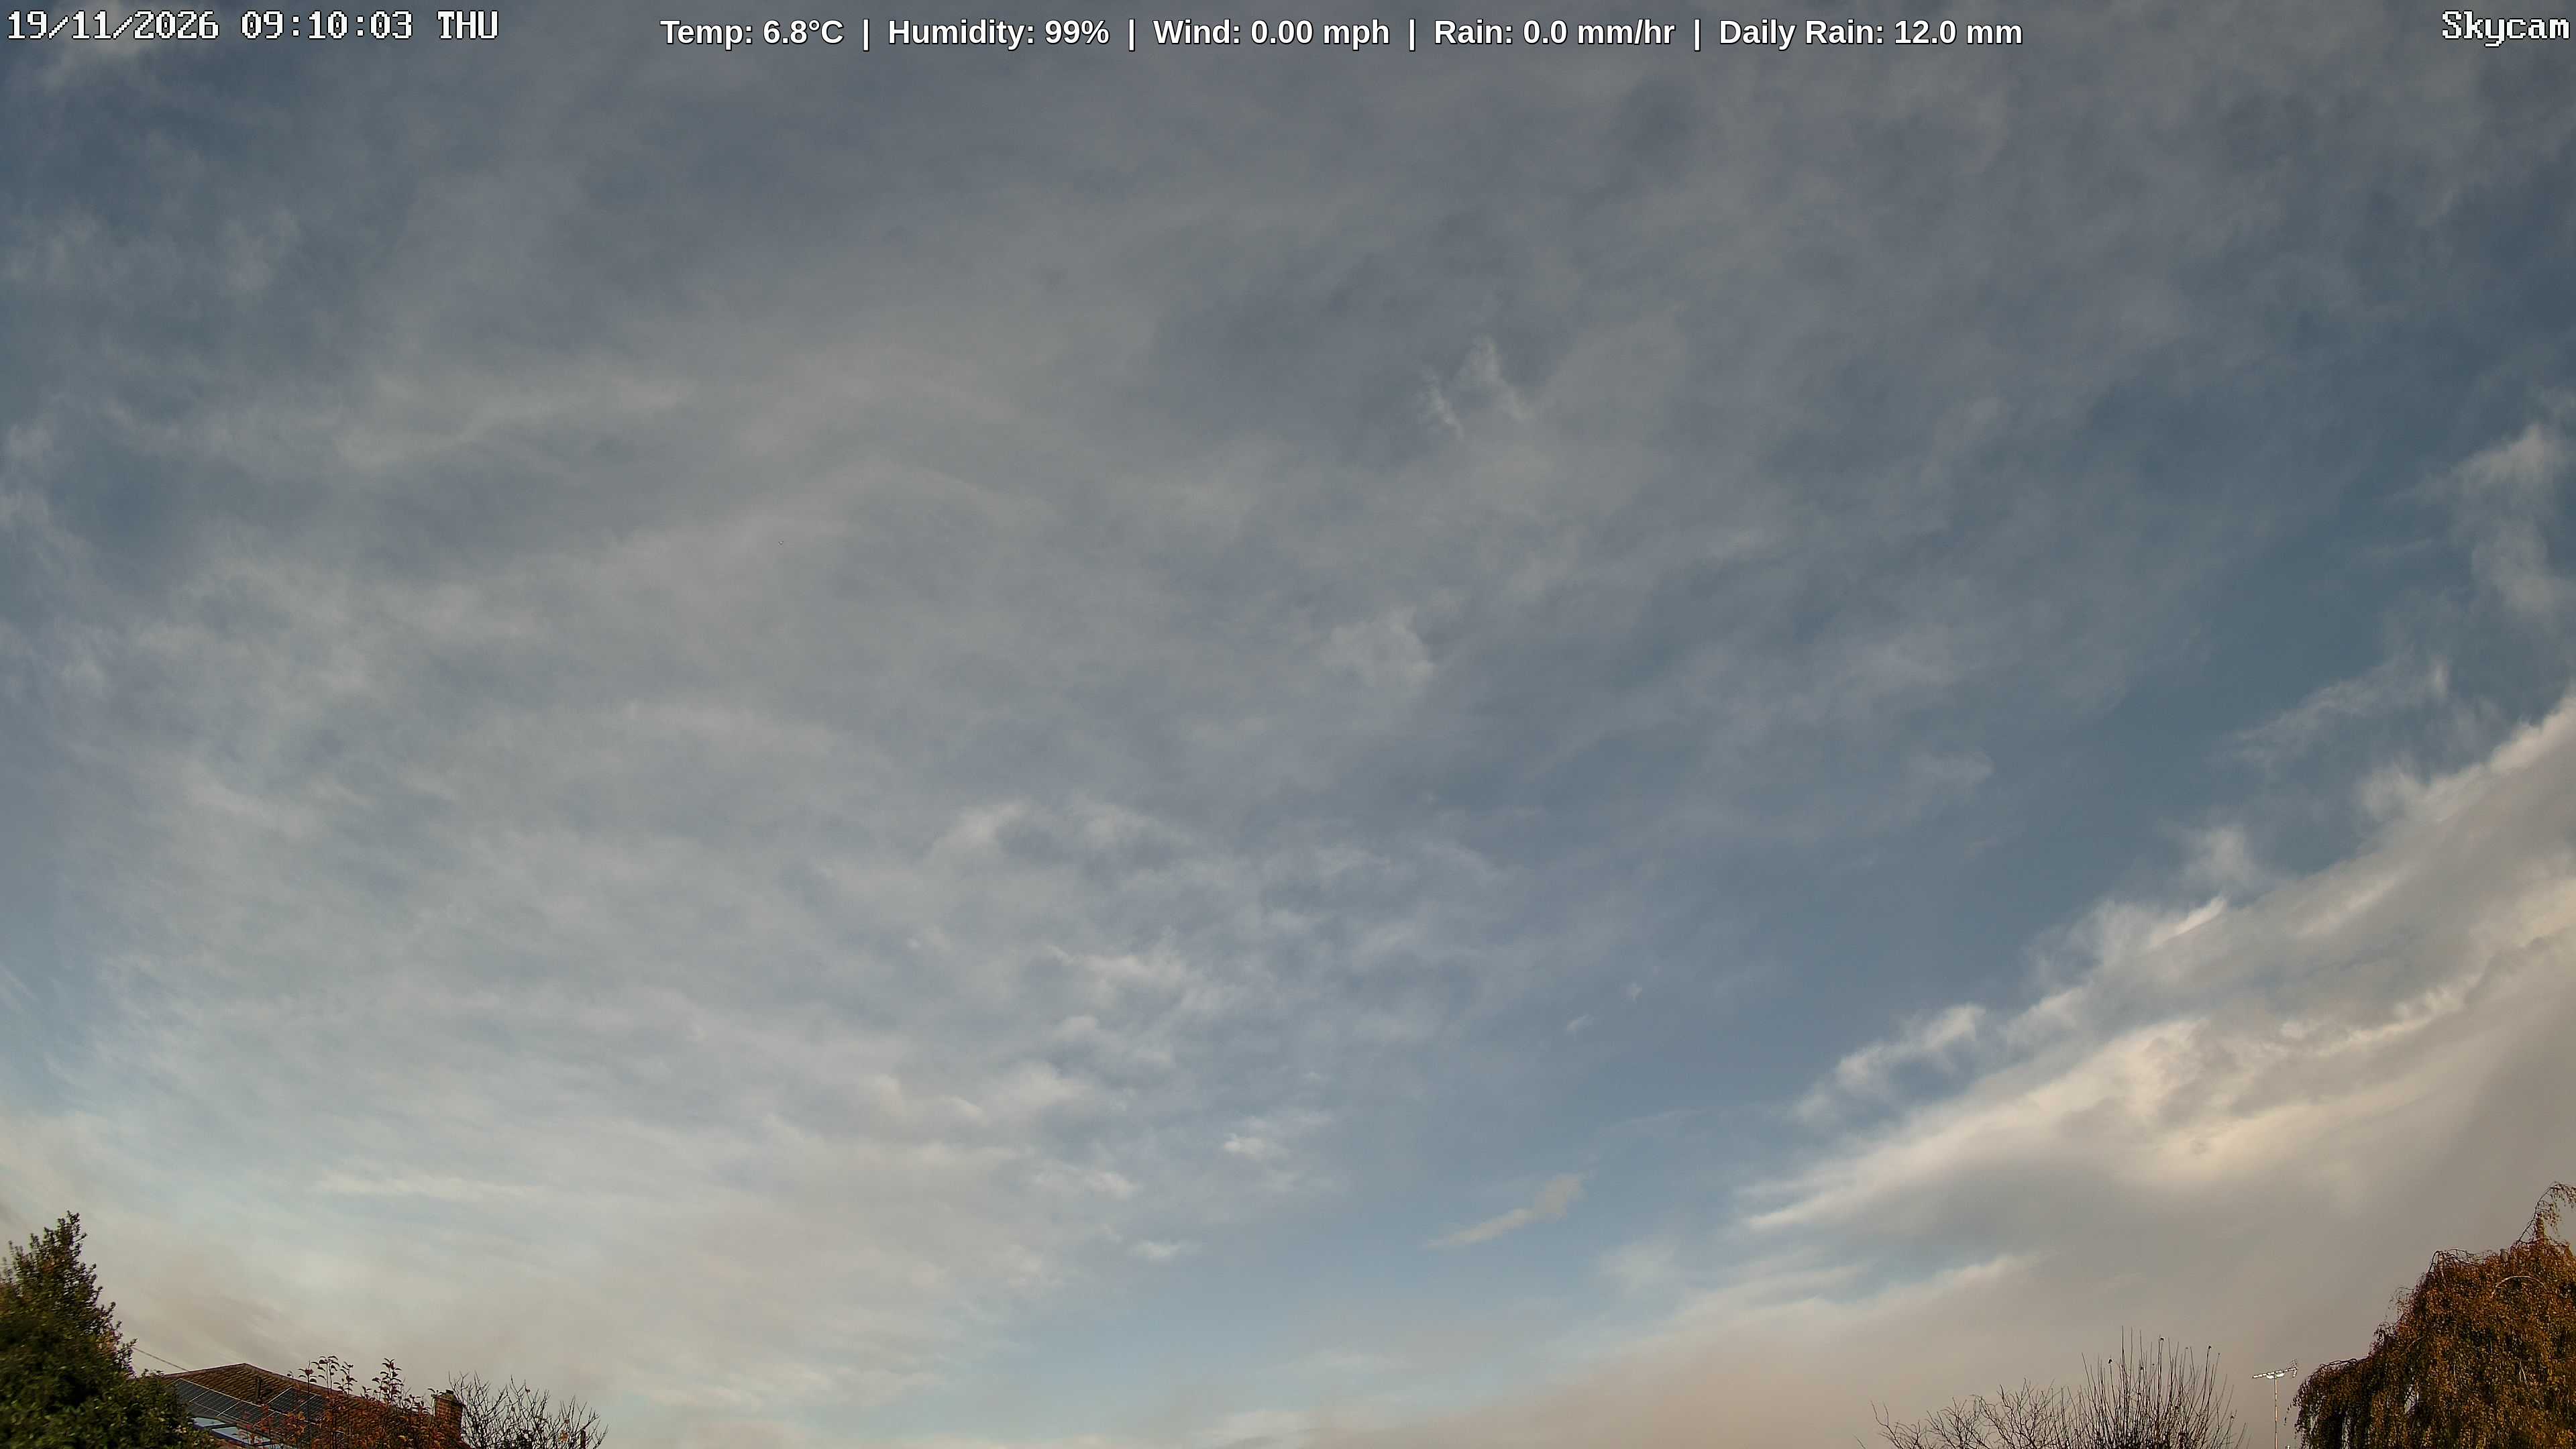 19/11/2026 09:10:03 THU
Temp: 6.8°C | Humidity: 99% | Wind: 0.00 mph | Rain: 0.0 mm/hr | Daily Rain: 12.0 mm
Skycam